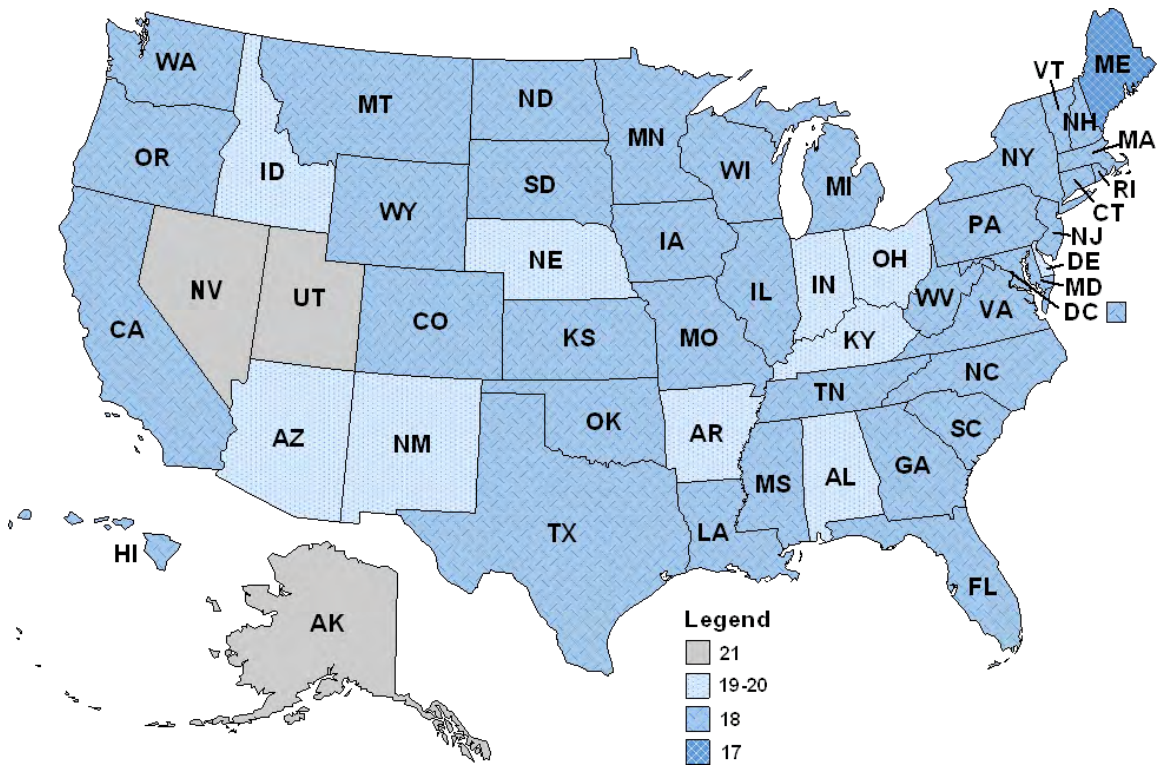 WA
MT
ND
MN
VT
ME
NH
MA
OR
ID
SD
WI
MI
NY
RI
CT
WY
IA
PA
NJ
NE
OH
DE
NV
UT
IL
IN
WV
MD
DC
CA
CO
KS
MO
KY
VA
TN
NC
AZ
NM
OK
AR
SC
MS
AL
GA
TX
LA
HI
FL
AK
Legend
21
19-20
18
17